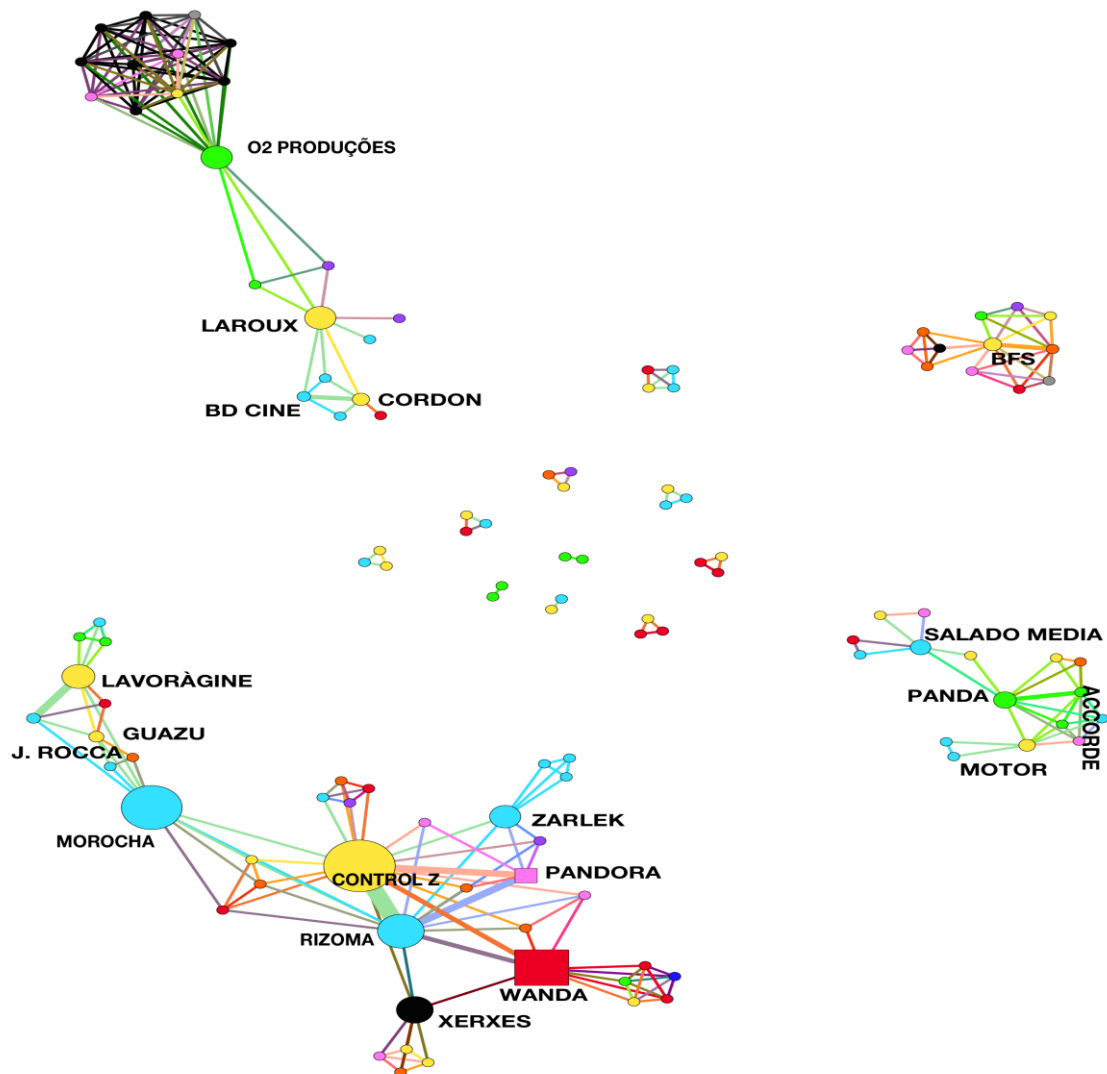 O2 PRODUÇÕES
LAROUX
BD CINE
CORDON
BFS
SALADO MEDIA
PANDA
ACCORDE
MOTOR
LAVORÀGINE
GUAZU
J. ROCCA
MOROCHA
ZARLEK
PANDORA
CONTROL Z
RIZOMA
WANDA
XERXES